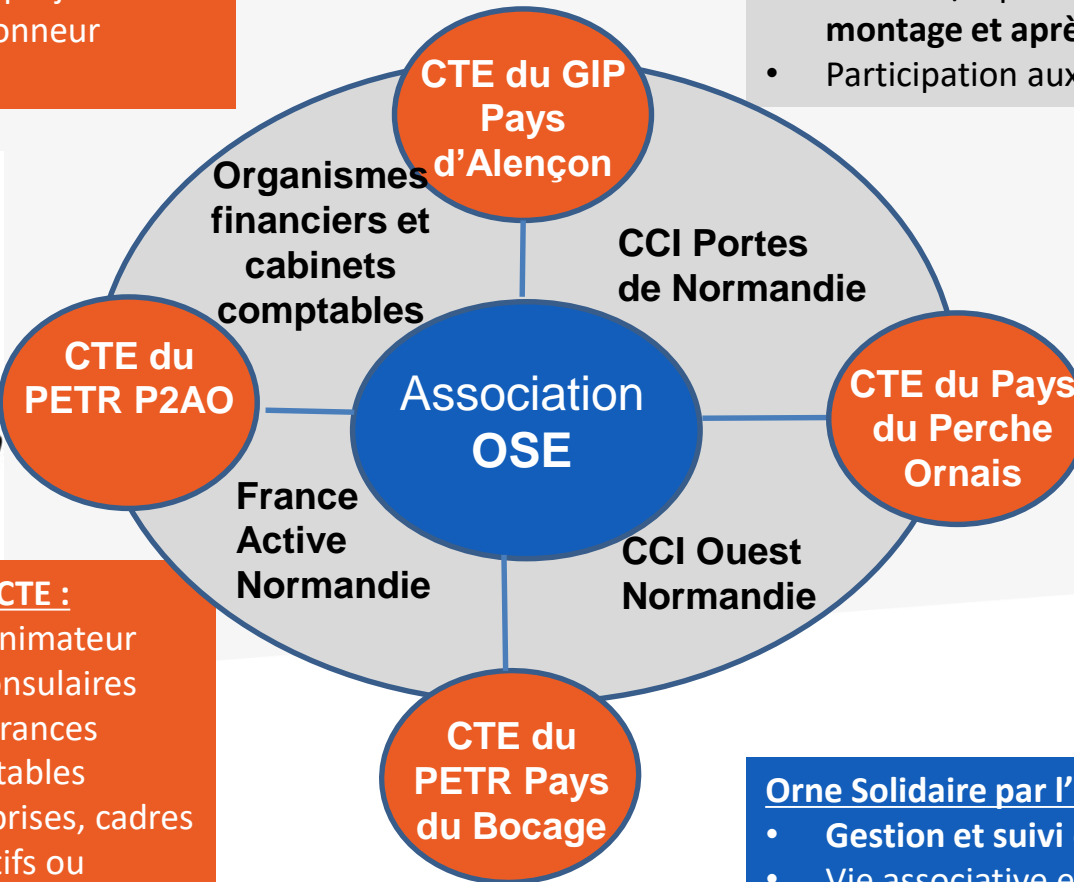 onneur
montage et aprè
• Participation aux
CTE du GIP
Pays
d’Alençon
Organismes
financiers et
cabinets
comptables
CCI Portes
de Normandie
CTE du
PETR P2AO
Association
OSE
CTE du Pays
du Perche
Ornais
France
Active
Normandie
CCI Ouest
Normandie
CTE :
nimateur
onsulaires
rances
tables
prises, cadres
tifs ou
CTE du
PETR Pays
du Bocage
Orne Solidaire par l’
• Gestion et suivi
• Vie associative e